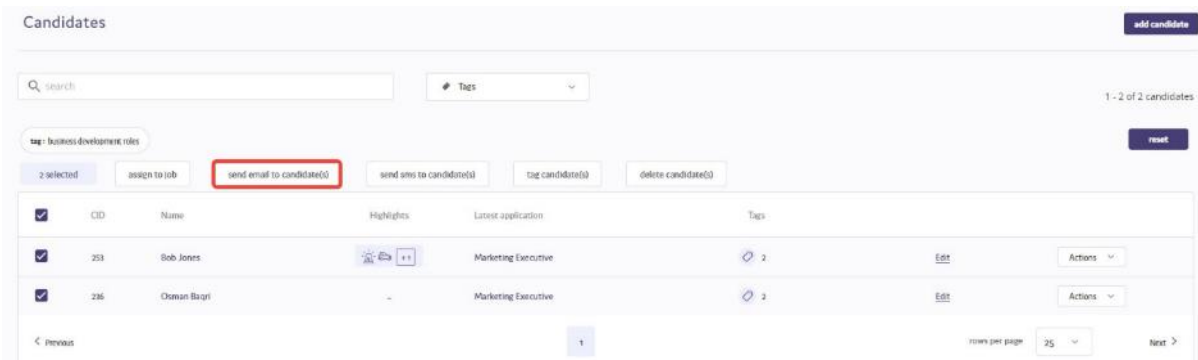 Candidates
add candidate
search
Tags
1 - 2 of 2 candidates
tag : business development roles
reset
2 selected assign to job send email to candidate(s) send sms to candidate(s) tag candidate(s) delete candidate(s)
CID Name Highlights Latest application Tags
253 Bob Jones +1 Marketing Executive 2 Edit Actions
236 Osman Baqri - Marketing Executive 2 Edit Actions
Previous 1 rows per page 25 Next